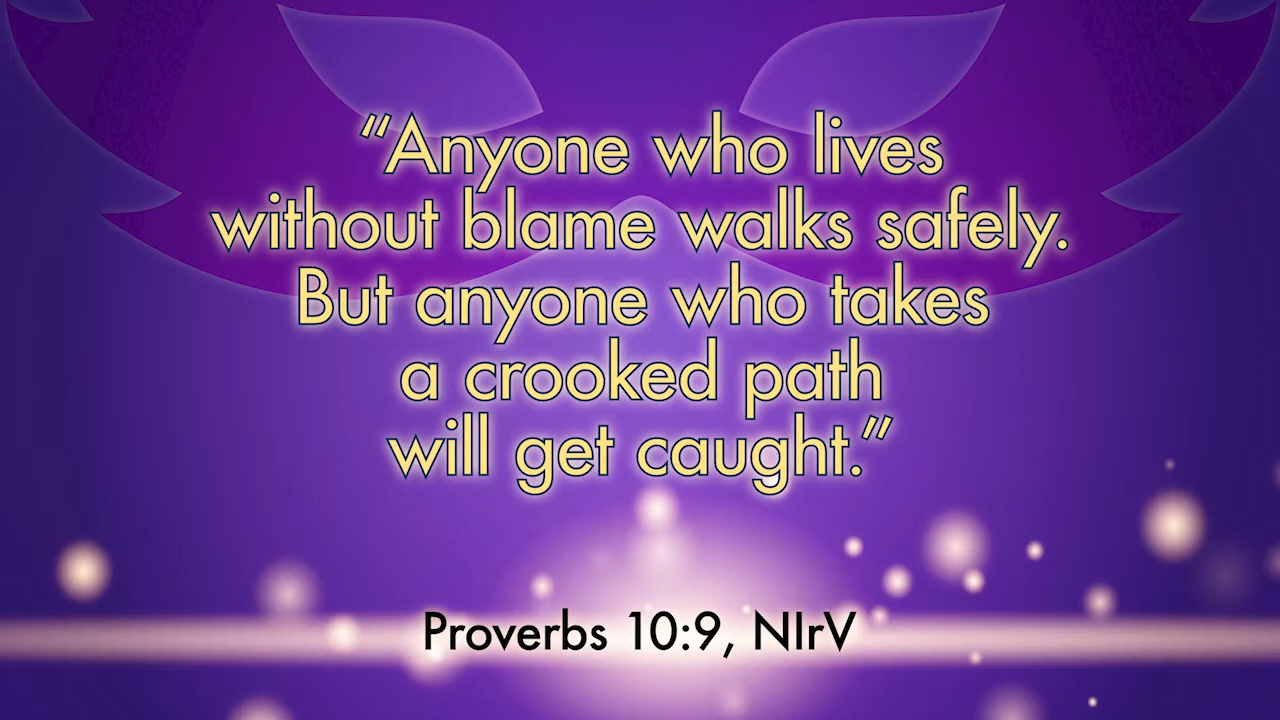 “Anyone who lives
without blame walks safely.
But anyone who takes
a crooked path
will get caught.”
Proverbs 10:9, NIrV